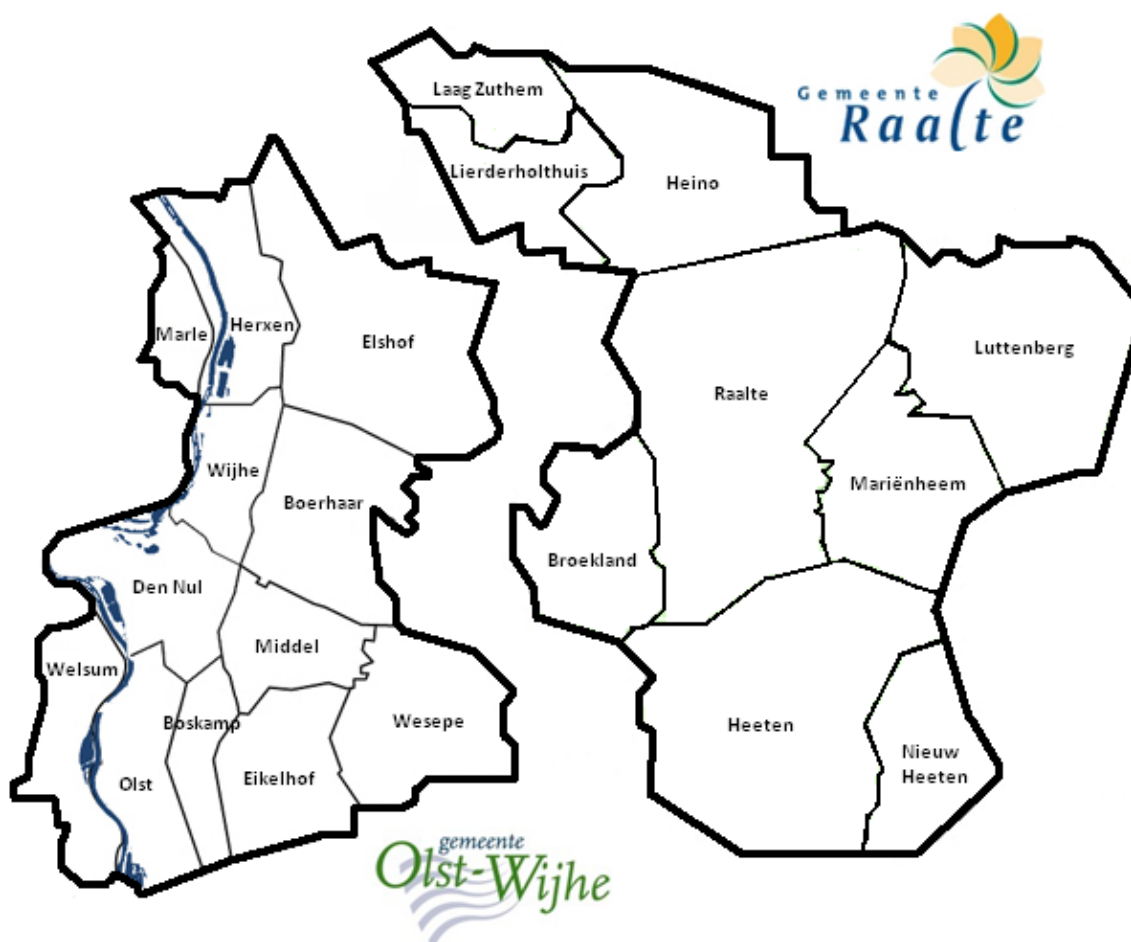 Gemeente
Raalte
Laag Zuthem
Lierderholthuis
Heino
Marle
Herxen
Elshof
Luttenberg
Raalte
Wijhe
Boerhaar
Mariënheem
Broekland
Den Nul
Middel
Welsum
Boskamp
Wesepe
Heeten
Nieuw
Heeten
Olst
Eikelhof
gemeente
Olst-Wijhe